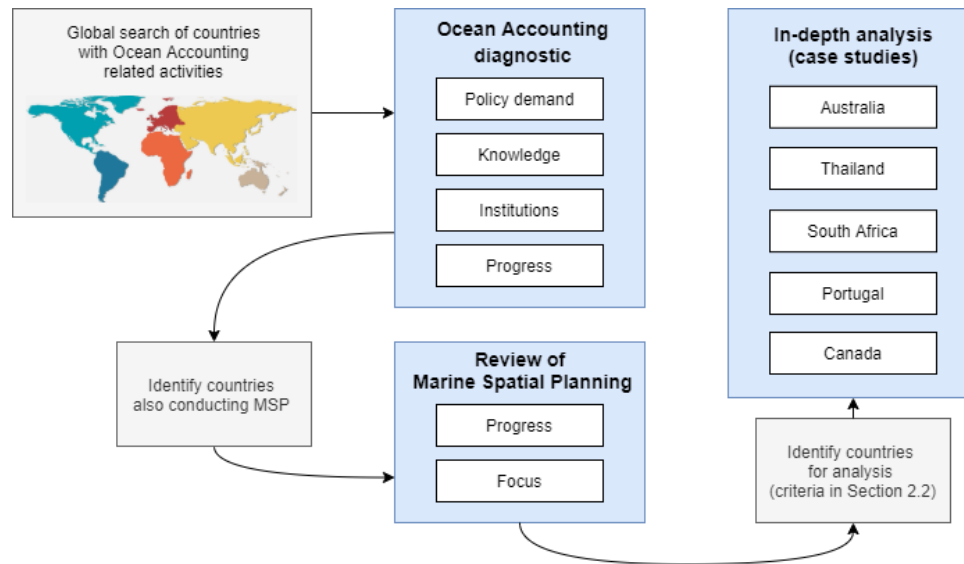 Global search of countries
with Ocean Accounting
related activities
Ocean Accounting
diagnostic
Policy demand
Knowledge
Institutions
Progress
Identify countries
also conducting MSP
Review of
Marine Spatial Planning
Progress
Focus
Identify countries
for analysis
(criteria in Section 2.2)
In-depth analysis
(case studies)
Australia
Thailand
South Africa
Portugal
Canada